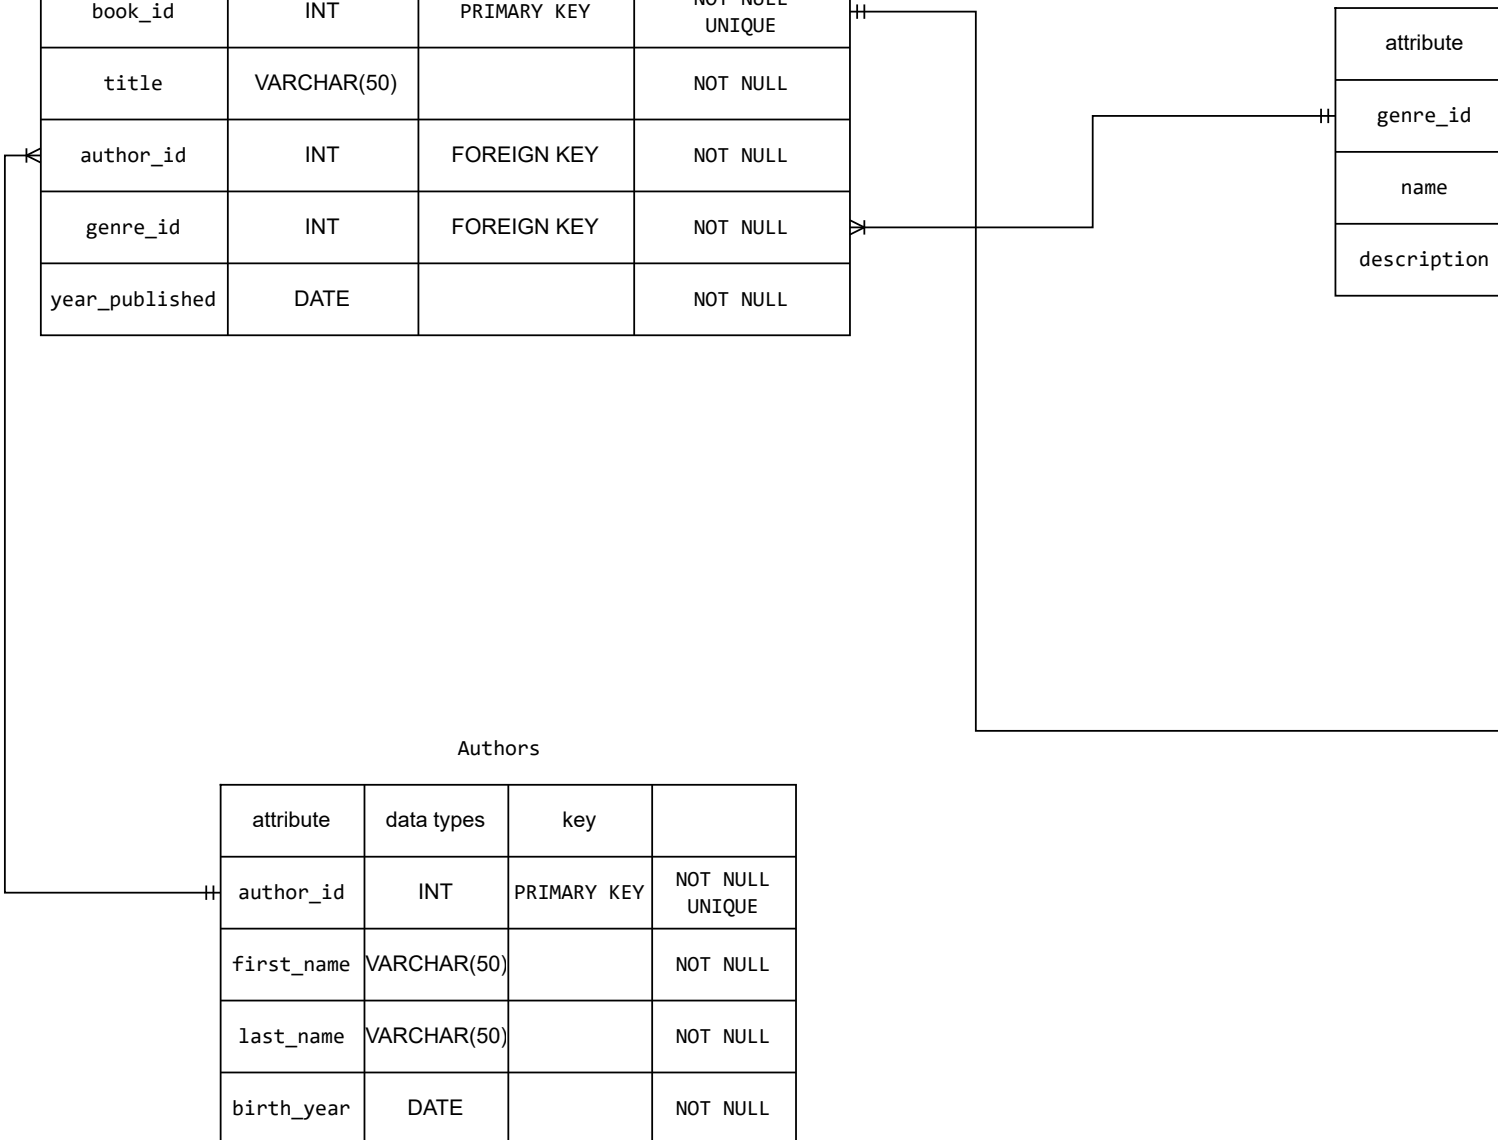 book_id INT PRIMARY KEY NOT NULL
UNIQUE
title VARCHAR(50) NOT NULL
author_id INT FOREIGN KEY NOT NULL
genre_id INT FOREIGN KEY NOT NULL
year_published DATE NOT NULL
attribute
genre_id
name
description
Authors
attribute data types key
author_id INT PRIMARY KEY NOT NULL
UNIQUE
first_name VARCHAR(50) NOT NULL
last_name VARCHAR(50) NOT NULL
birth_year DATE NOT NULL